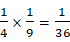 1/4 × 1/9 = 1/36